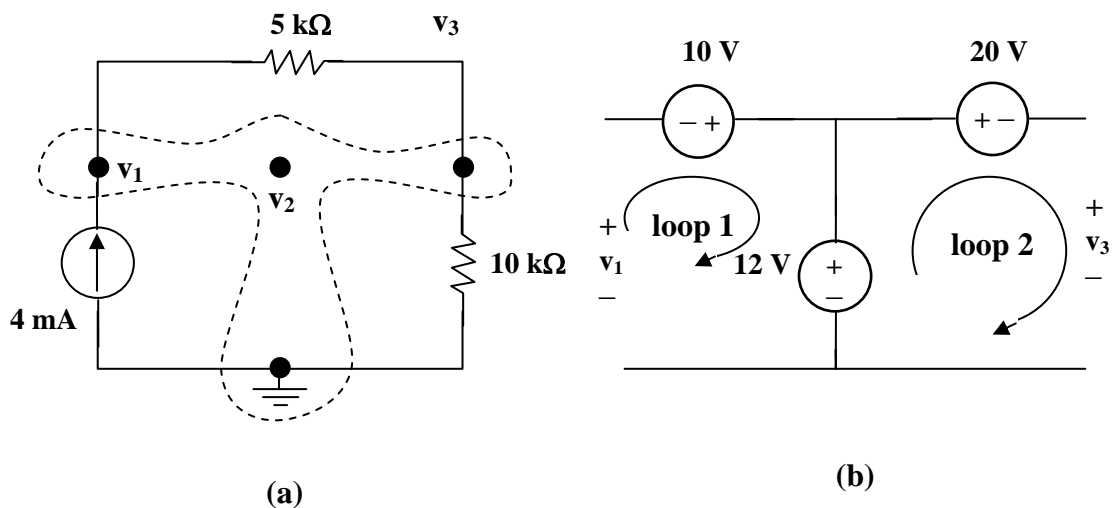 5 kΩ
v₃
v₁
v₂
10 kΩ
4 mA
(a)
10 V
20 V
− +
+ −
+
v₁
−
loop 1
12 V
+
−
loop 2
+
v₃
−
(b)